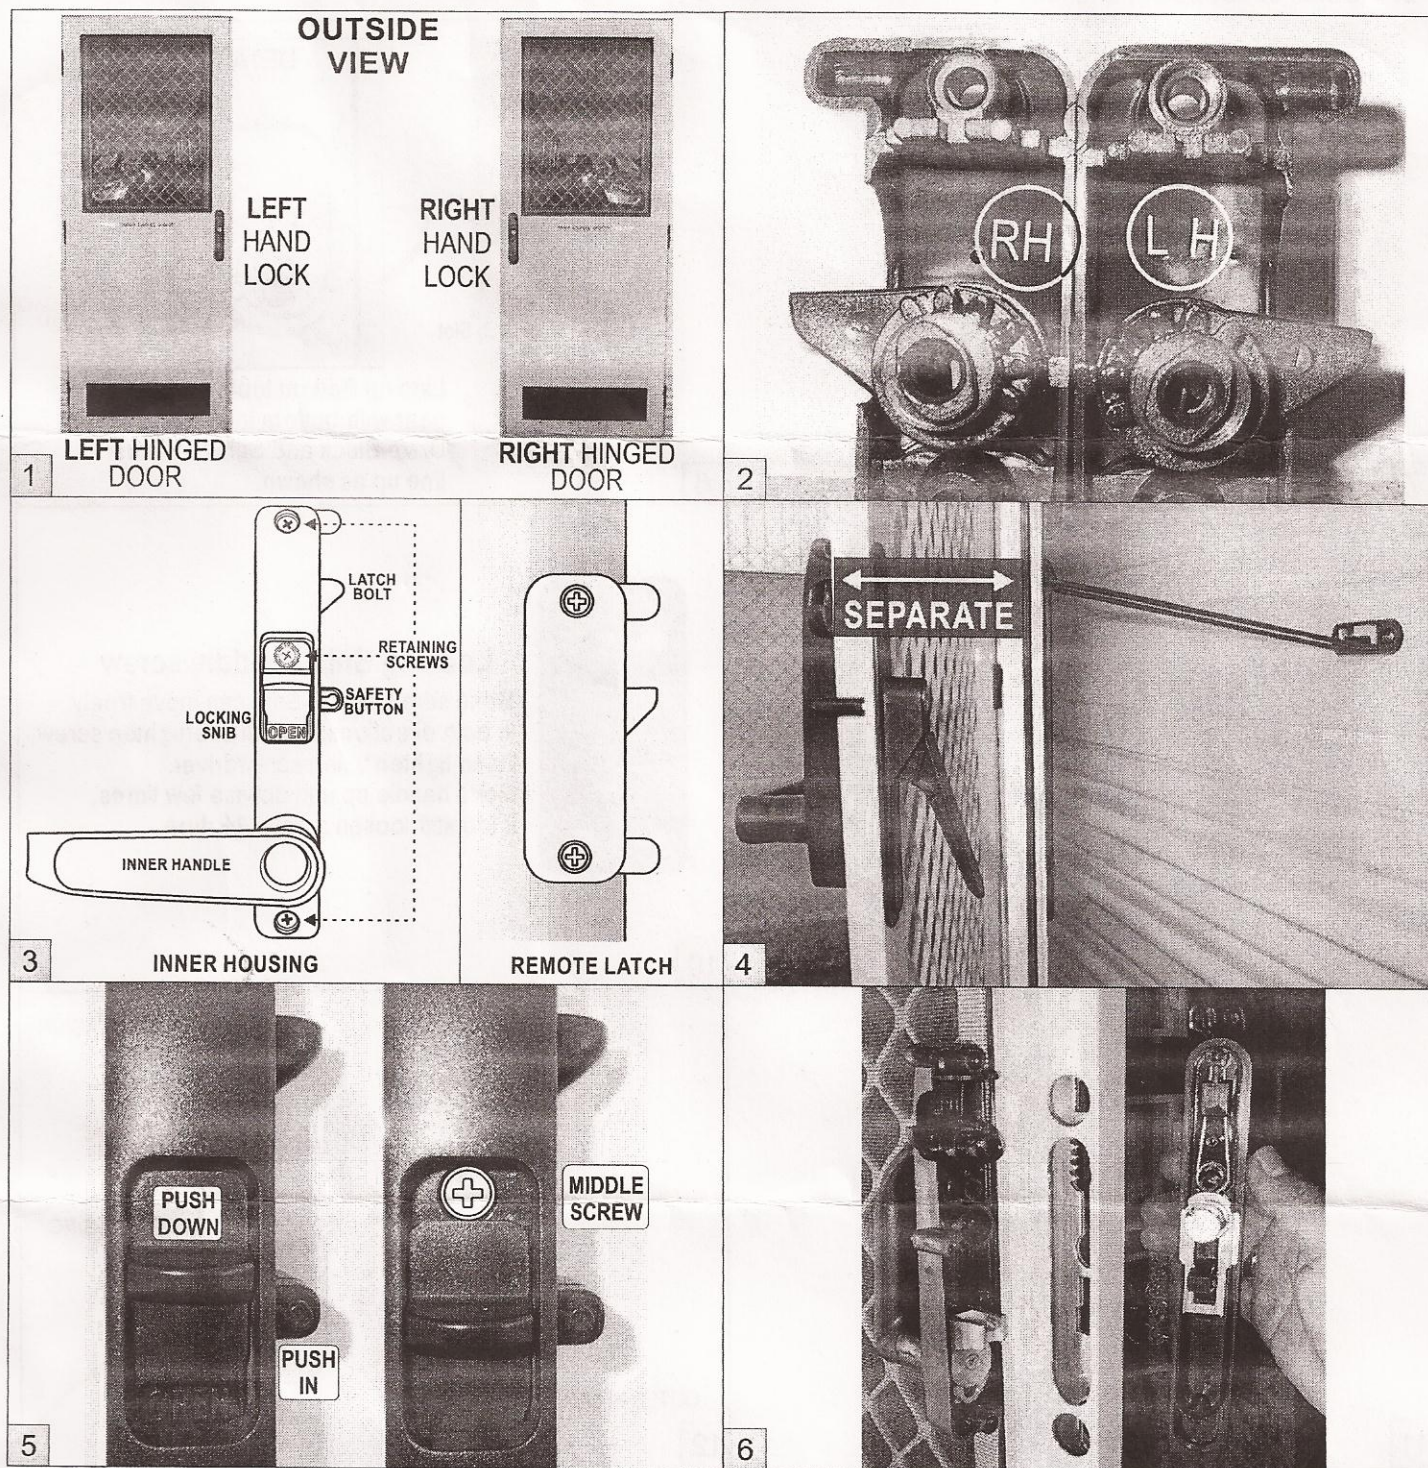 OUTSIDE
VIEW
LEFT
HAND
LOCK
RIGHT
HAND
LOCK
LEFT HINGED
DOOR
RIGHT HINGED
DOOR
1
RH
L H
2
LATCH
BOLT
RETAINING
SCREWS
SAFETY
BUTTON
LOCKING
SNIB
OPEN
INNER HANDLE
3
INNER HOUSING
REMOTE LATCH
SEPARATE
4
PUSH
DOWN
PUSH
IN
MIDDLE
SCREW
5
6